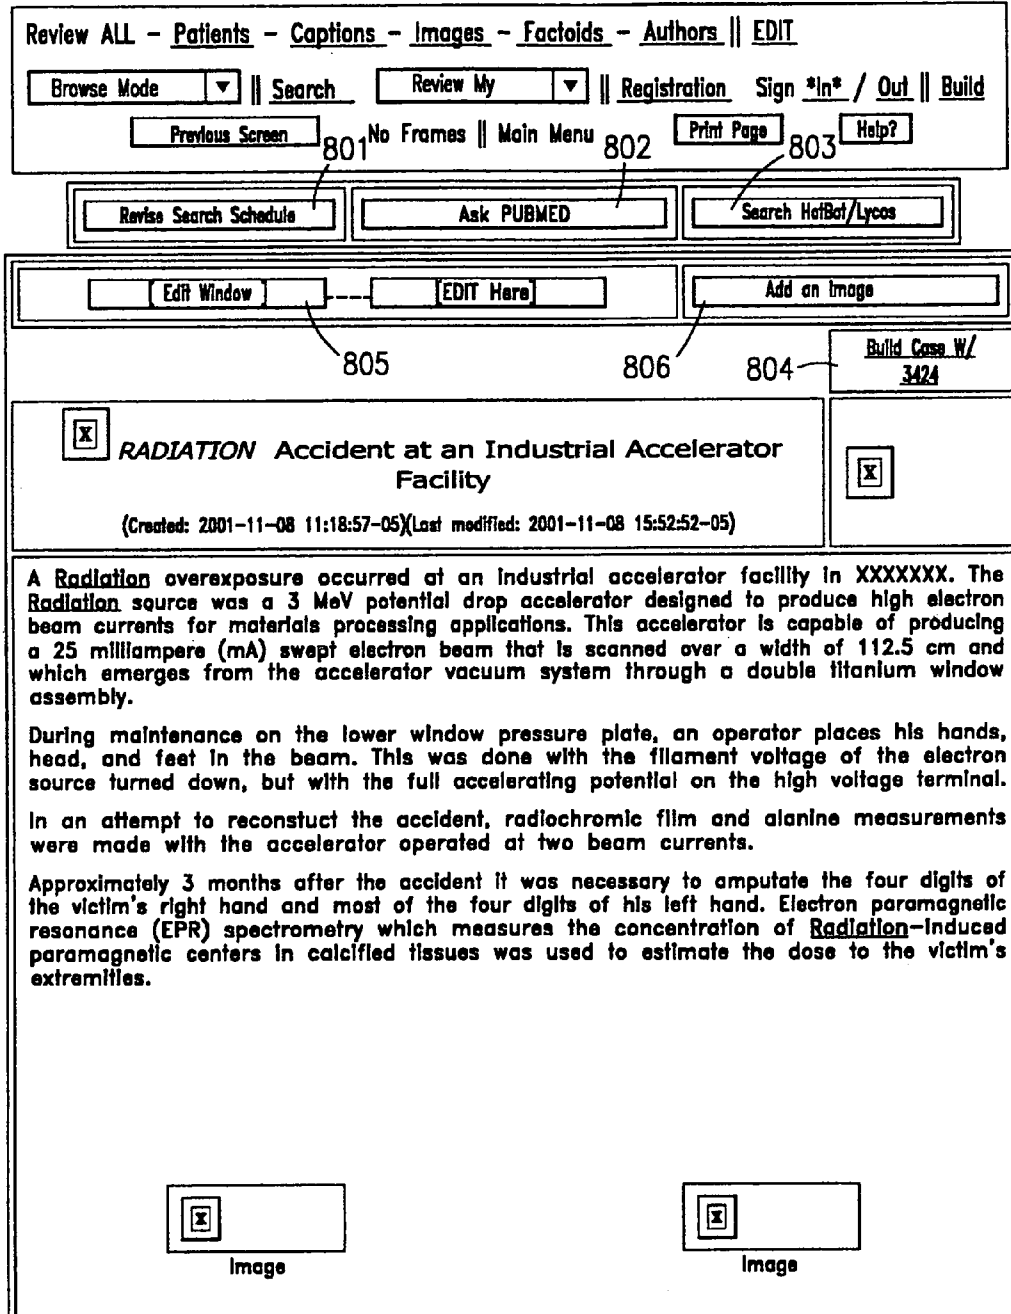 Review ALL - Patients - Captions - Images - Factoids - Authors || EDIT
Browse Mode ▼ || Search Review My ▼ || Registration Sign *In* / Out || Build
Previous Screen No Frames || Main Menu Print Page Help?
801 802 803
Revise Search Schedule Ask PUBMED Search HotBot/Lycos
[Edit Window] [EDIT Here] Add an Image
805 806 804 Build Case W/
3424
X RADIATION Accident at an Industrial Accelerator
Facility
X
(Created: 2001-11-08 11:18:57-05)(Last modified: 2001-11-08 15:52:52-05)
A Radiation overexposure occurred at an industrial accelerator facility in XXXXXXX. The
Radiation source was a 3 MeV potential drop accelerator designed to produce high electron
beam currents for materials processing applications. This accelerator is capable of producing
a 25 milliampere (mA) swept electron beam that is scanned over a width of 112.5 cm and
which emerges from the accelerator vacuum system through a double titanium window
assembly.
During maintenance on the lower window pressure plate, an operator places his hands,
head, and feet in the beam. This was done with the filament voltage of the electron
source turned down, but with the full accelerating potential on the high voltage terminal.
In an attempt to reconstuct the accident, radiochromic film and alanine measurements
were made with the accelerator operated at two beam currents.
Approximately 3 months after the accident it was necessary to amputate the four digits of
the victim's right hand and most of the four digits of his left hand. Electron paramagnetic
resonance (EPR) spectrometry which measures the concentration of Radiation-induced
paramagnetic centers in calcified tissues was used to estimate the dose to the victim's
extremities.
X X
Image Image